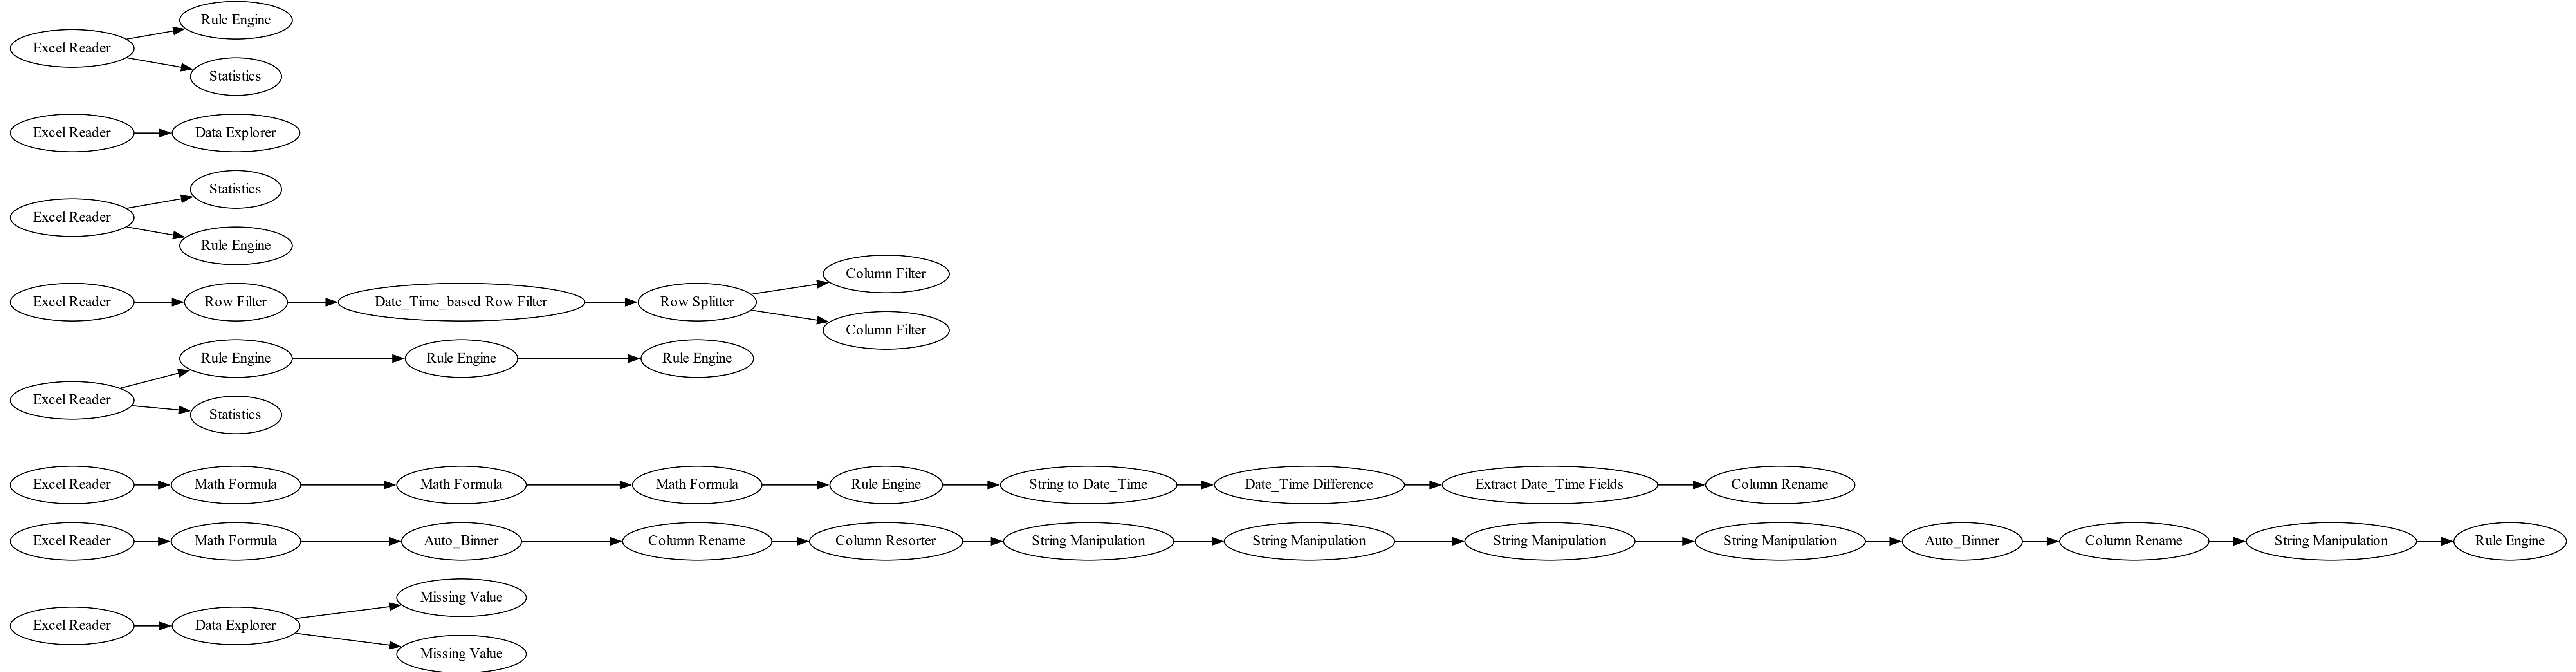 Rule Engine
Excel Reader
Statistics
Excel Reader
Data Explorer
Statistics
Excel Reader
Rule Engine
Column Filter
Excel Reader
Row Filter
Date_Time_based Row Filter
Row Splitter
Column Filter
Rule Engine
Rule Engine
Rule Engine
Excel Reader
Statistics
Excel Reader
Math Formula
Math Formula
Math Formula
Rule Engine
String to Date_Time
Date_Time Difference
Extract Date_Time Fields
Column Rename
Excel Reader
Math Formula
Auto_Binner
Column Rename
Column Resorter
String Manipulation
String Manipulation
String Manipulation
String Manipulation
Auto_Binner
Column Rename
String Manipulation
Rule Engine
Missing Value
Excel Reader
Data Explorer
Missing Value